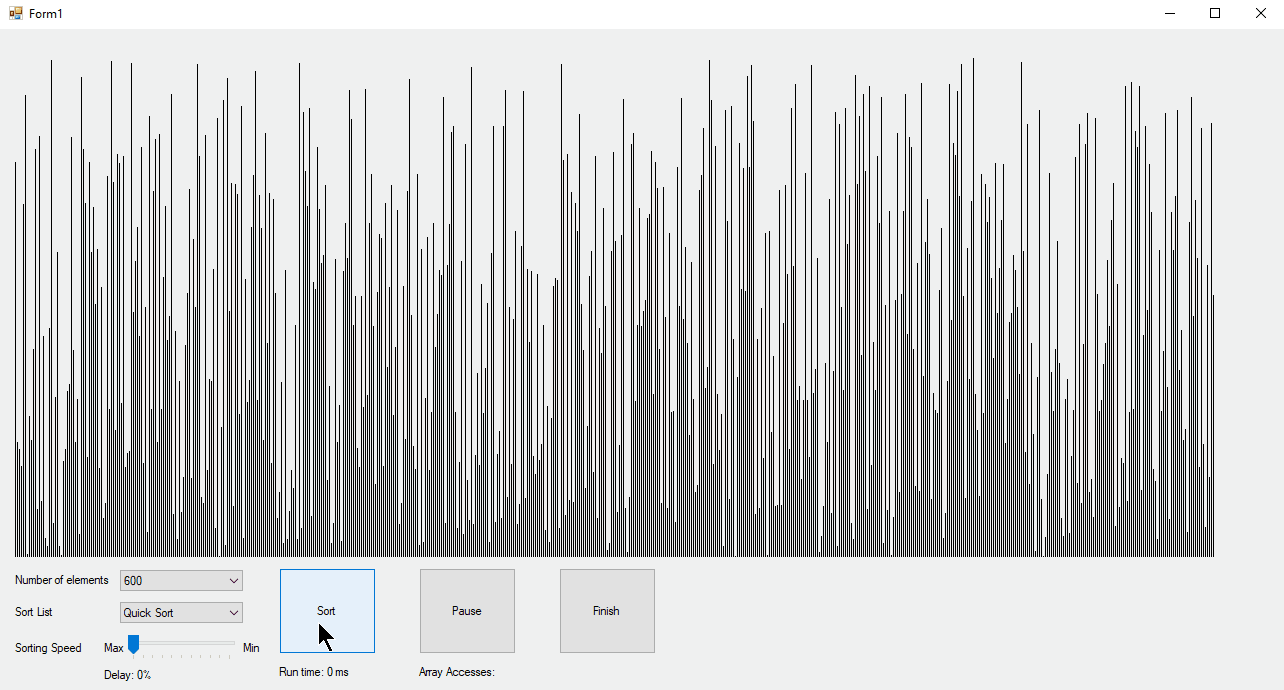 Form1
Number of elements 600
Sort List Quick Sort
Sorting Speed Max Min
Delay: 0%
Sort
Pause
Finish
Run time: 0 ms
Array Accesses: